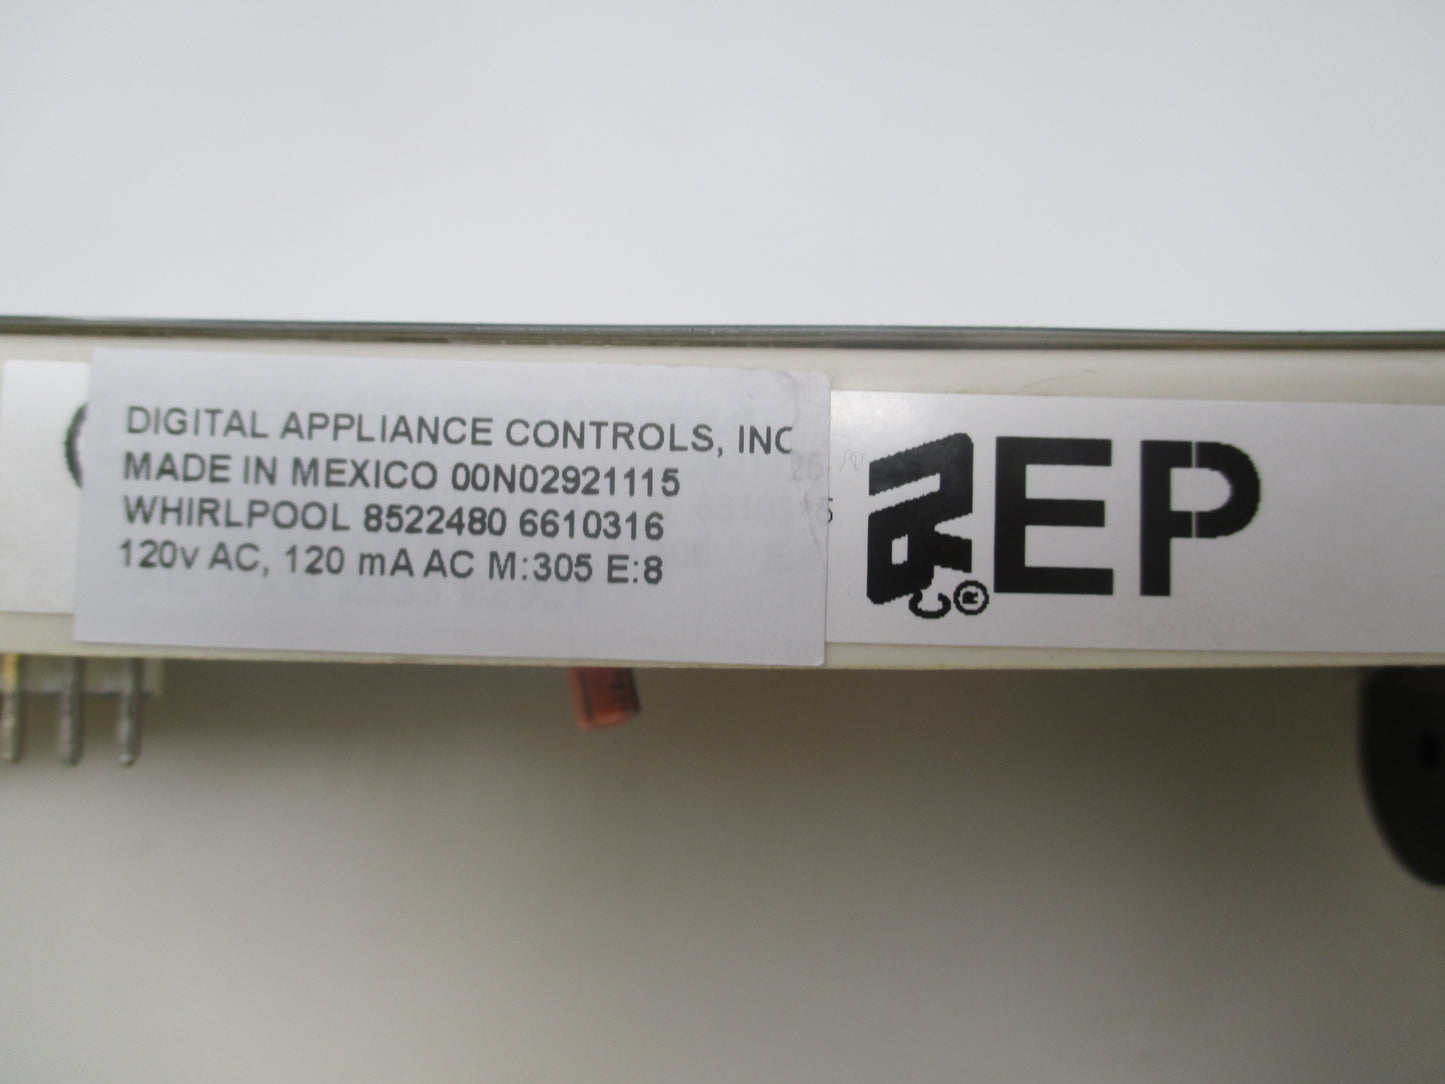 DIGITAL APPLIANCE CONTROLS, INC
MADE IN MEXICO 00N02921115
WHIRLPOOL 8522480 6610316
120v AC, 120 mA AC M:305 E:8
C ® EP